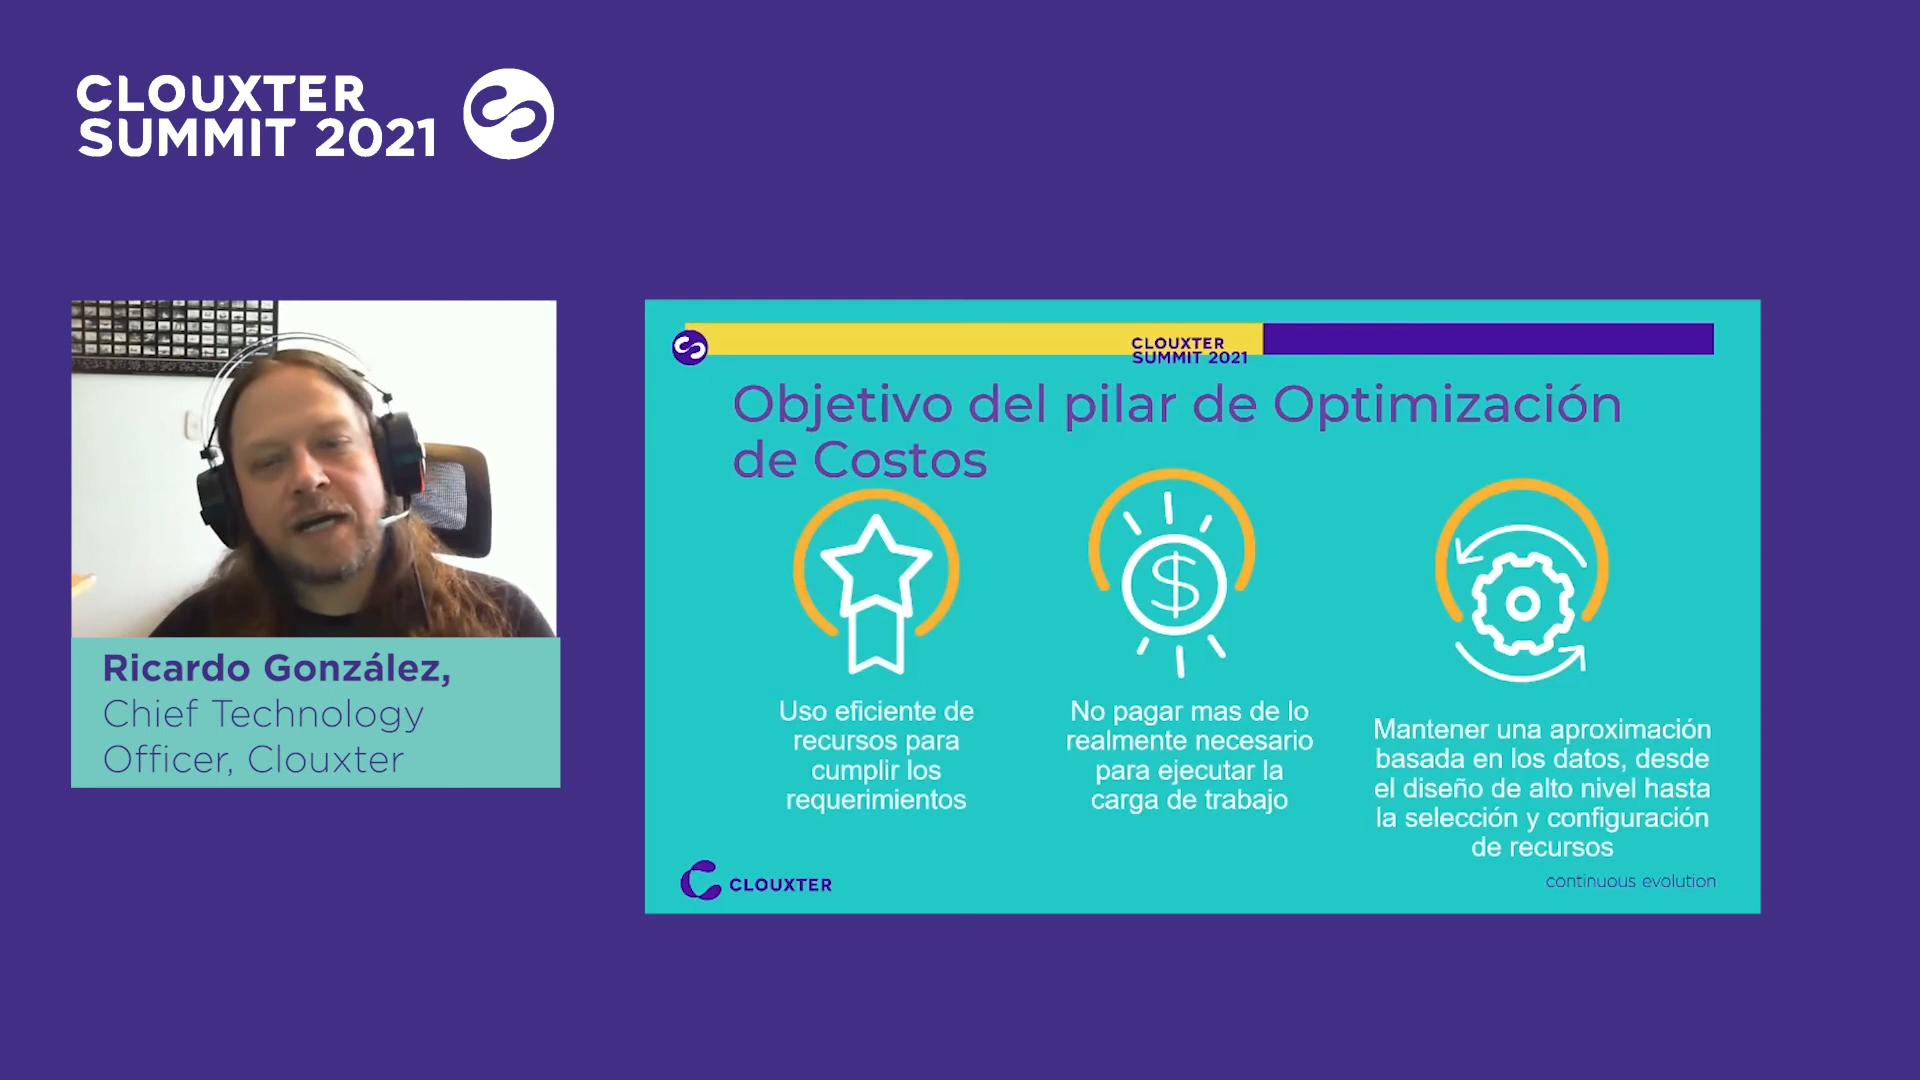 CLOUXTER
SUMMIT 2021
Ricardo González,
Chief Technology
Officer, Clouxter
CLOUXTER
SUMMIT 2021
Objetivo del pilar de Optimización
de Costos
$
Uso eficiente de
recursos para
cumplir los
requerimientos
No pagar mas de lo
realmente necesario
para ejecutar la
carga de trabajo
Mantener una aproximación
basada en los datos, desde
el diseño de alto nivel hasta
la selección y configuración
de recursos
CLOUXTER
continuous evolution